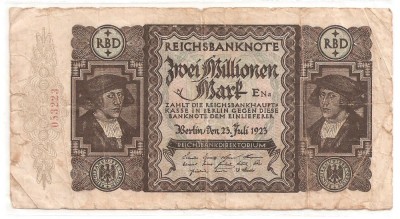 RBD
RBD
REICHSBANKNOTE
Zwei Millionen
Mark
ENa
ZAHLT DIE REICHSBANKHAUPT-
KASSE IN BERLIN GEGEN DIESE
BANKNOTE DEM EINLIEFERER
Berlin, den 23. Juli 1923
REICHSBANKDIREKTORIUM